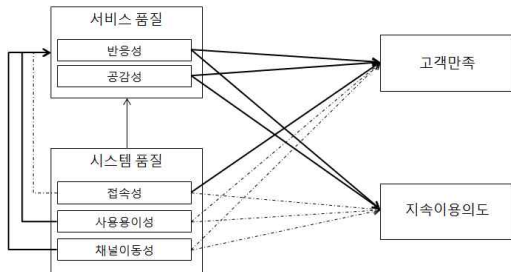 서비스 품질
반응성
공감성
고객만족
시스템 품질
접속성
사용용이성
채널이동성
지속이용의도